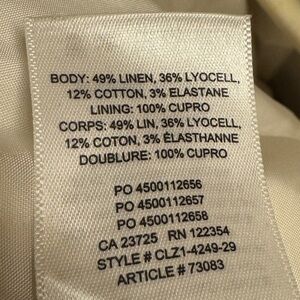 BODY: 49% LINEN, 36% LYOCELL,
12% COTTON, 3% ELASTANE
LINING: 100% CUPRO
CORPS: 49% LIN, 36% LYOCELL,
12% COTTON, 3% ÉLASTHANNE
DOUBLURE: 100% CUPRO
PO 4500112656
PO 4500112657
PO 4500112658
CA 23725 RN 122354
STYLE # CLZ1-4249-29
ARTICLE # 73083